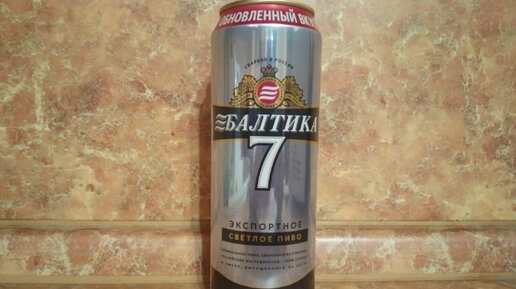 ОБНОВЛЕННЫЙ ВКУС
СВАРЕНО В РОССИИ
БАЛТИКА
7
ЭКСПОРТНОЕ
СВЕТЛОЕ ПИВО